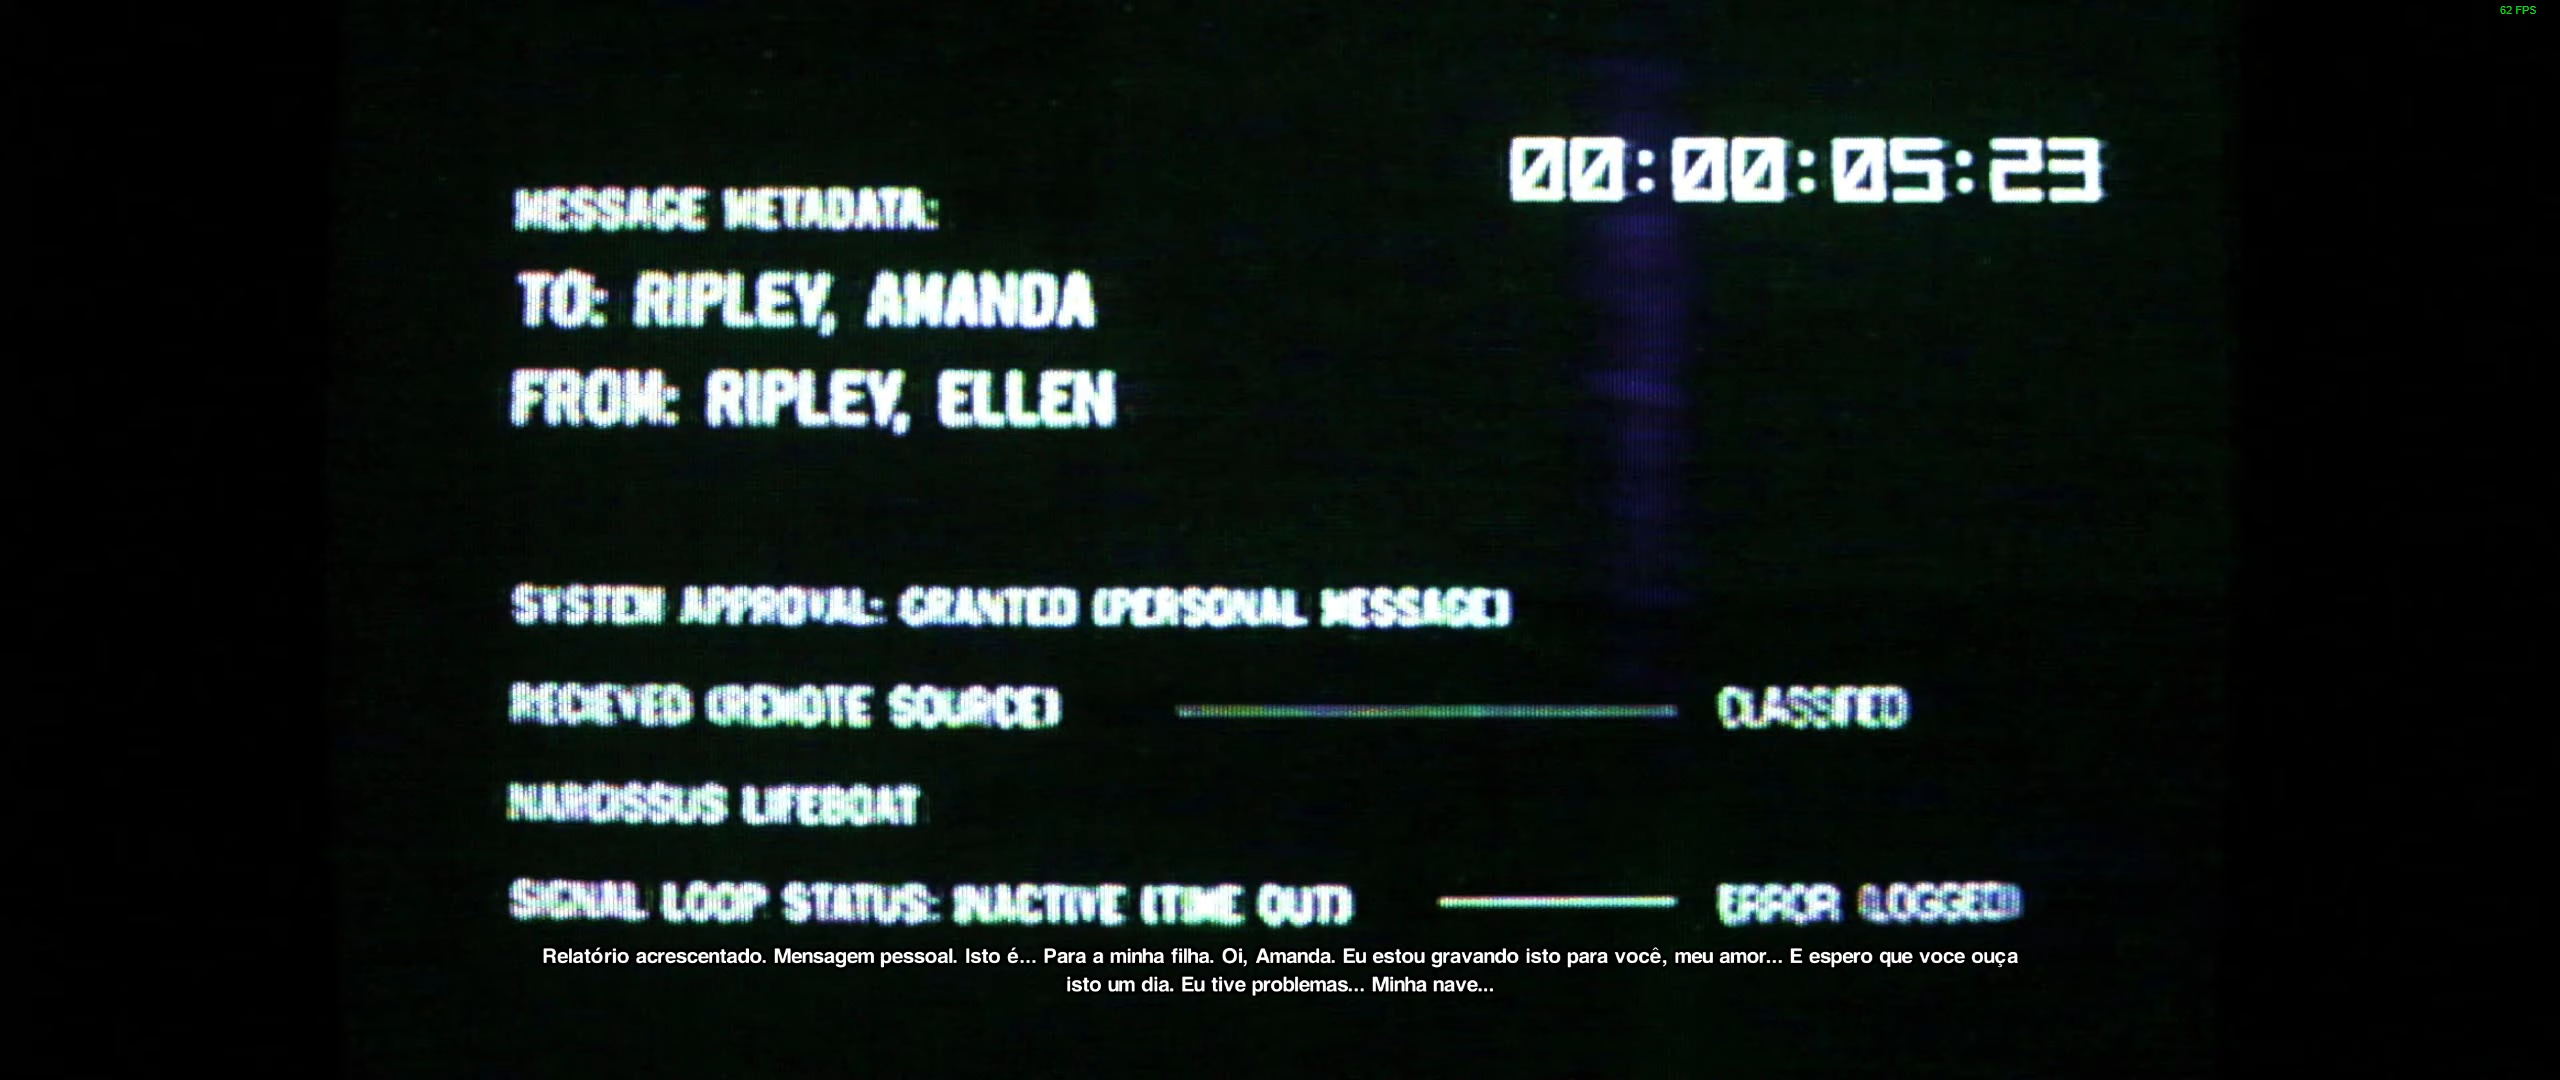 62 FPS
00:00:05:23
MESSAGE METADATA:
TO: RIPLEY, AMANDA
FROM: RIPLEY, ELLEN
SYSTEM APPROVAL: GRANTED (PERSONAL MESSAGE)
RECIEVED (REMOTE SOURCE) CLASSIFIED
NARCISSUS LIFEBOAT
SIGNAL LOOP STATUS: INACTIVE (TIME OUT) ERROR (LOGGED)
Relatório acrescentado. Mensagem pessoal. Isto é... Para a minha filha. Oi, Amanda. Eu estou gravando isto para você, meu amor... E espero que voce ouça
isto um dia. Eu tive problemas... Minha nave...